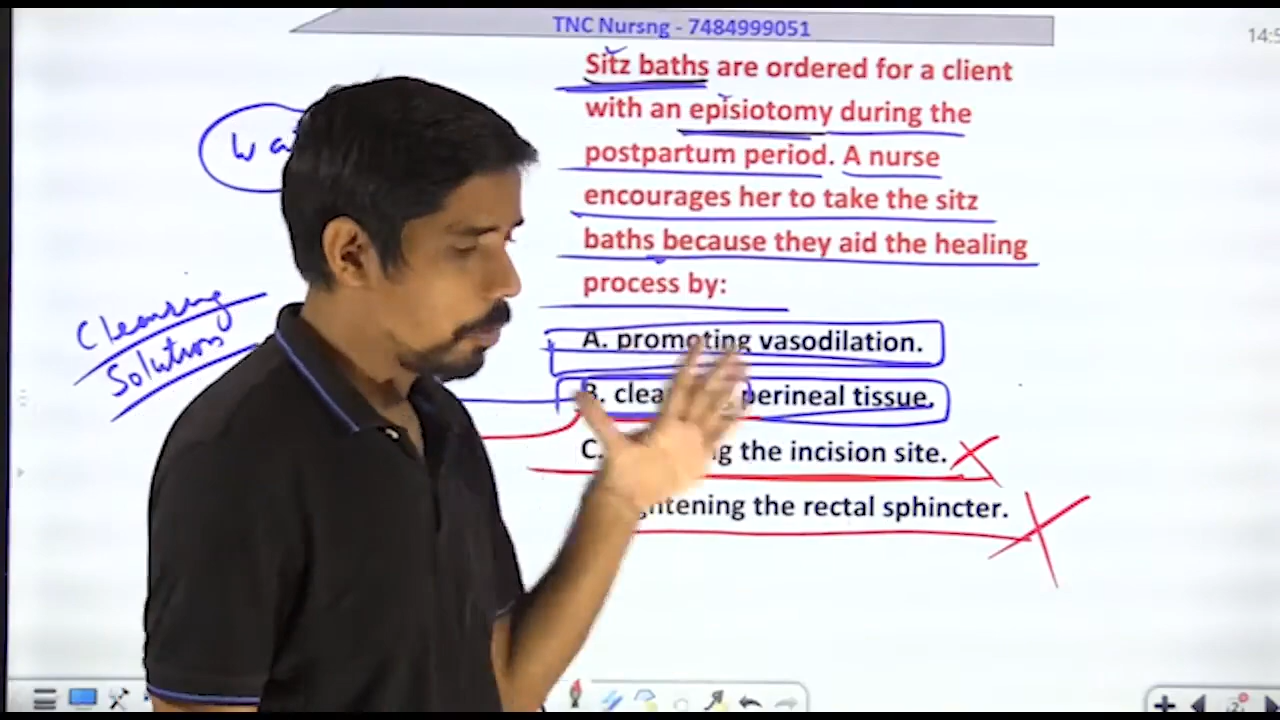 TNC Nursng - 7484999051
14:5
Sitz baths are ordered for a client
with an episiotomy during the
postpartum period. A nurse
encourages her to take the sitz
baths because they aid the healing
process by:
A. promoting vasodilation.
B. perineal tissue.
C. the incision site.
the rectal sphincter.
Cleansing
Solution